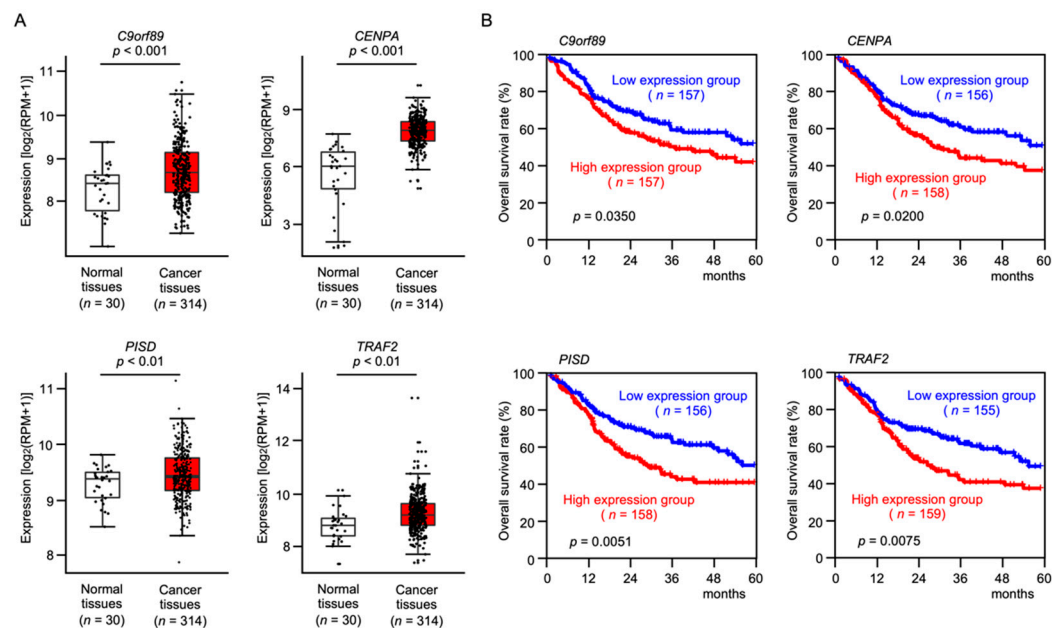 A
C9orf89
p < 0.001
Expression [log2(RPM+1)]
11
10
9
8
Normal
tissues
(n = 30)
Cancer
tissues
(n = 314)
CENPA
p < 0.001
Expression [log2(RPM+1)]
9
6
3
Normal
tissues
(n = 30)
Cancer
tissues
(n = 314)
PISD
p < 0.01
Expression [log2(RPM+1)]
11
10
9
8
Normal
tissues
(n = 30)
Cancer
tissues
(n = 314)
TRAF2
p < 0.01
Expression [log2(RPM+1)]
14
12
10
8
Normal
tissues
(n = 30)
Cancer
tissues
(n = 314)
B
C9orf89
Overall survival rate (%)
100
80
60
40
20
0
Low expression group
( n = 157)
High expression group
( n = 157)
p = 0.0350
0 12 24 36 48 60
months
CENPA
Overall survival rate (%)
100
80
60
40
20
0
Low expression group
( n = 156)
High expression group
( n = 158)
p = 0.0200
0 12 24 36 48 60
months
PISD
Overall survival rate (%)
100
80
60
40
20
0
Low expression group
( n = 156)
High expression group
( n = 158)
p = 0.0051
0 12 24 36 48 60
months
TRAF2
Overall survival rate (%)
100
80
60
40
20
0
Low expression group
( n = 155)
High expression group
( n = 159)
p = 0.0075
0 12 24 36 48 60
months